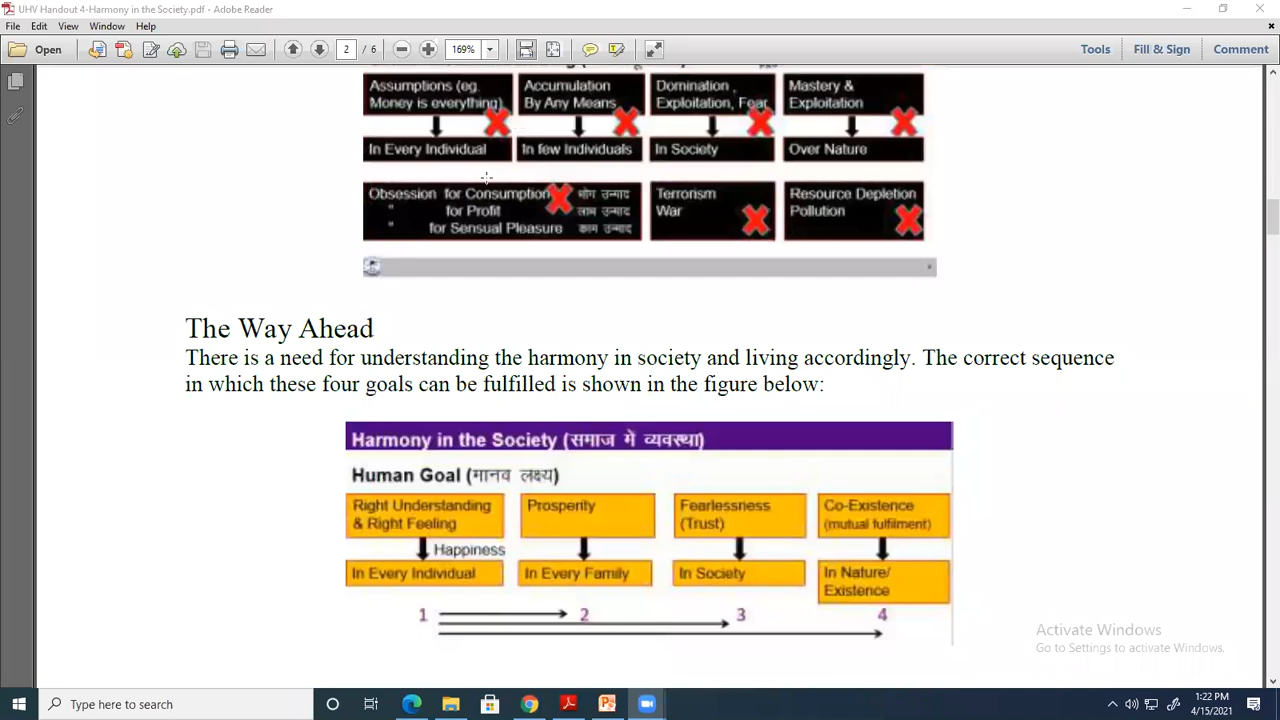 UHV Handout 4-Harmony in the Society.pdf - Adobe Reader
File Edit View Window Help
Open 2 / 6 169% Tools Fill & Sign Comment
Assumptions (eg. Money is everything)
In Every Individual
Accumulation By Any Means
In few Individuals
Domination , Exploitation, Fear
In Society
Mastery & Exploitation
Over Nature
Obsession for Consumption भोग उन्माद
" for Profit लाभ उन्माद
" for Sensual Pleasure काम उन्माद
Terrorism
War
Resource Depletion
Pollution
The Way Ahead
There is a need for understanding the harmony in society and living accordingly. The correct sequence
in which these four goals can be fulfilled is shown in the figure below:
Harmony in the Society (समाज में व्यवस्था)
Human Goal (मानव लक्ष्य)
Right Understanding
& Right Feeling
Happiness
In Every Individual
Prosperity
In Every Family
Fearlessness
(Trust)
In Society
Co-Existence
(mutual fulfilment)
In Nature/
Existence
1 2 3 4
Activate Windows
Go to Settings to activate Windows.
Type here to search
1:22 PM
4/15/2021